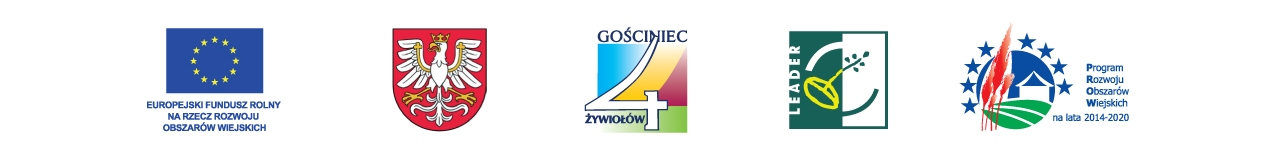 EUROPEJSKI FUNDUSZ ROLNY
NA RZECZ ROZWOJU
OBSZARÓW WIEJSKICH
GOŚCINIEC
4
ŻYWIOŁÓW
LEADER
Program
Rozwoju
Obszarów
Wiejskich
na lata 2014-2020